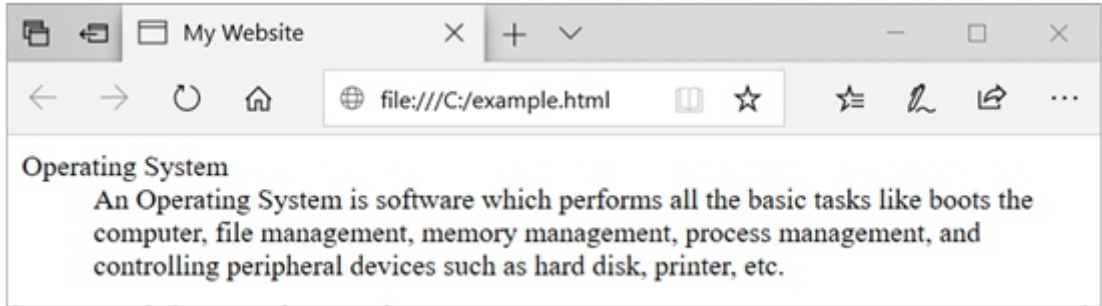 My Website
file:///C:/example.html
Operating System
An Operating System is software which performs all the basic tasks like boots the
computer, file management, memory management, process management, and
controlling peripheral devices such as hard disk, printer, etc.